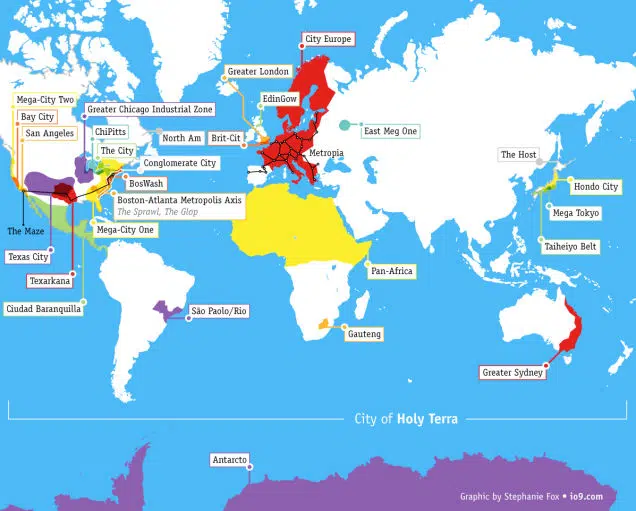 City Europe
Greater London
Mega-City Two
EdinGow
Bay City
Greater Chicago Industrial Zone
San Angeles
ChiPitts
North Am
Brit-Cit
East Meg One
The City
Metropia
The Host
Conglomerate City
BosWash
Hondo City
Boston-Atlanta Metropolis Axis
The Sprawl, The Glop
Mega Tokyo
Mega-City One
The Maze
Taiheiyo Belt
Texas City
Pan-Africa
Texarkana
Ciudad Baranquilla
São Paolo/Rio
Gauteng
Greater Sydney
City of Holy Terra
Antarcto
Graphic by Stephanie Fox • io9.com